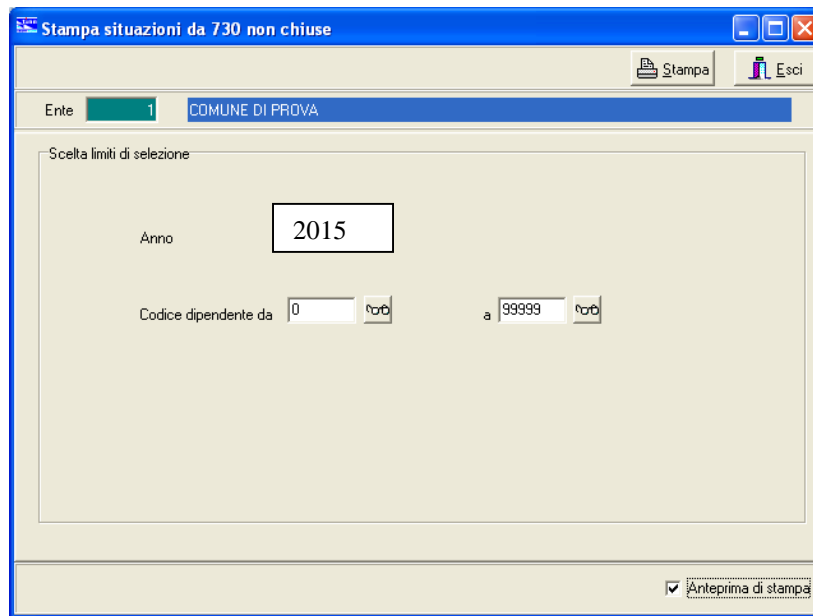 Stampa situazioni da 730 non chiuse
Stampa Esci
Ente 1 COMUNE DI PROVA
Scelta limiti di selezione
Anno 2015
Codice dipendente da 0 a 99999
Anteprima di stampa